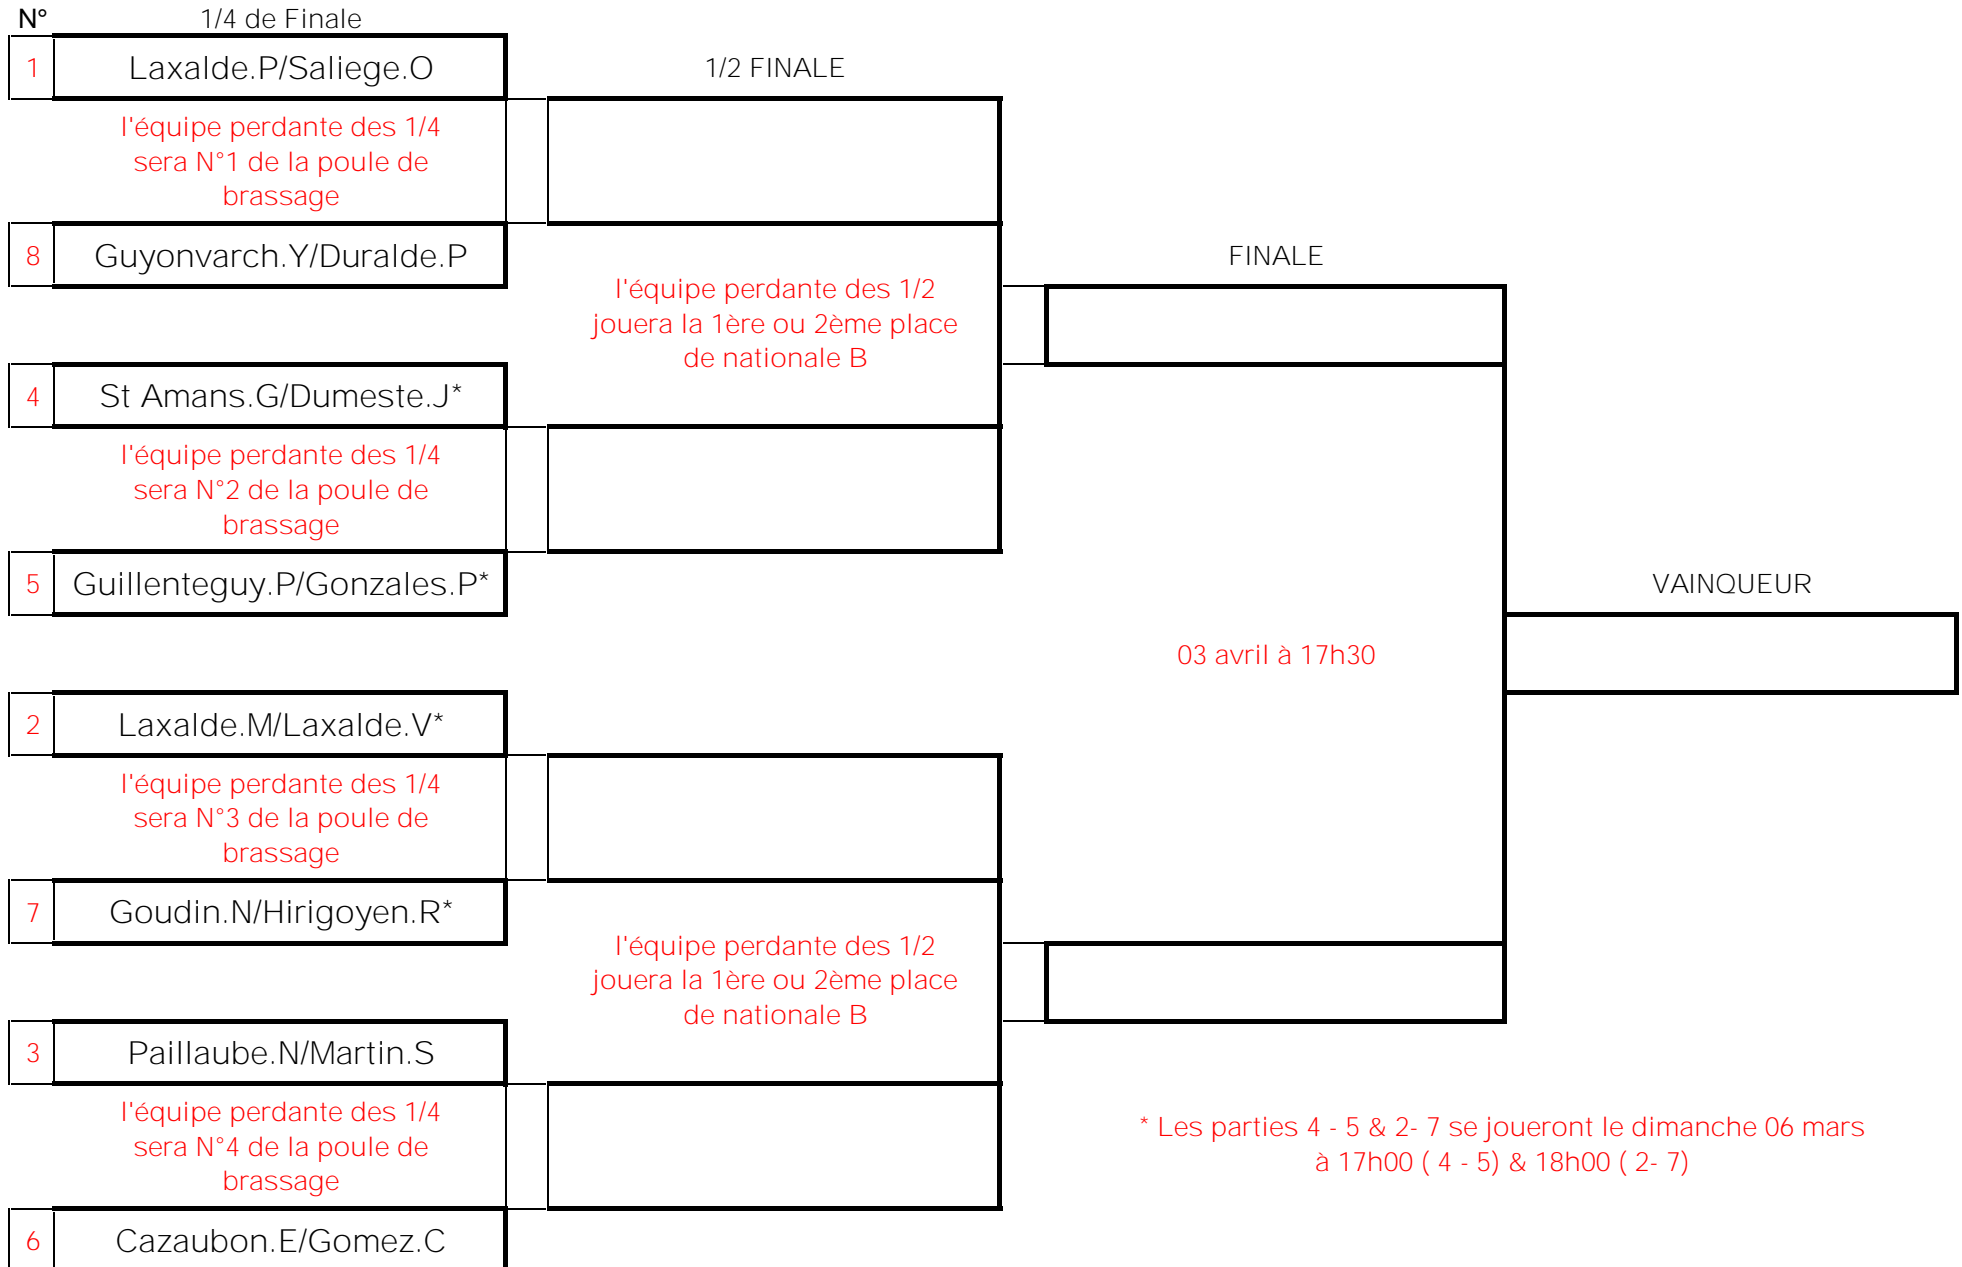 N°
1/4 de Finale
1
Laxalde.P/Saliege.O
1/2 FINALE
l'équipe perdante des 1/4
sera N°1 de la poule de
brassage
8
Guyonvarch.Y/Duralde.P
FINALE
l'équipe perdante des 1/2
jouera la 1ère ou 2ème place
de nationale B
4
St Amans.G/Dumeste.J*
l'équipe perdante des 1/4
sera N°2 de la poule de
brassage
5
Guillenteguy.P/Gonzales.P*
VAINQUEUR
03 avril à 17h30
2
Laxalde.M/Laxalde.V*
l'équipe perdante des 1/4
sera N°3 de la poule de
brassage
7
Goudin.N/Hirigoyen.R*
l'équipe perdante des 1/2
jouera la 1ère ou 2ème place
de nationale B
3
Paillaube.N/Martin.S
l'équipe perdante des 1/4
sera N°4 de la poule de
brassage
* Les parties 4 - 5 & 2- 7 se joueront le dimanche 06 mars
à 17h00 ( 4 - 5) & 18h00 ( 2- 7)
6
Cazaubon.E/Gomez.C